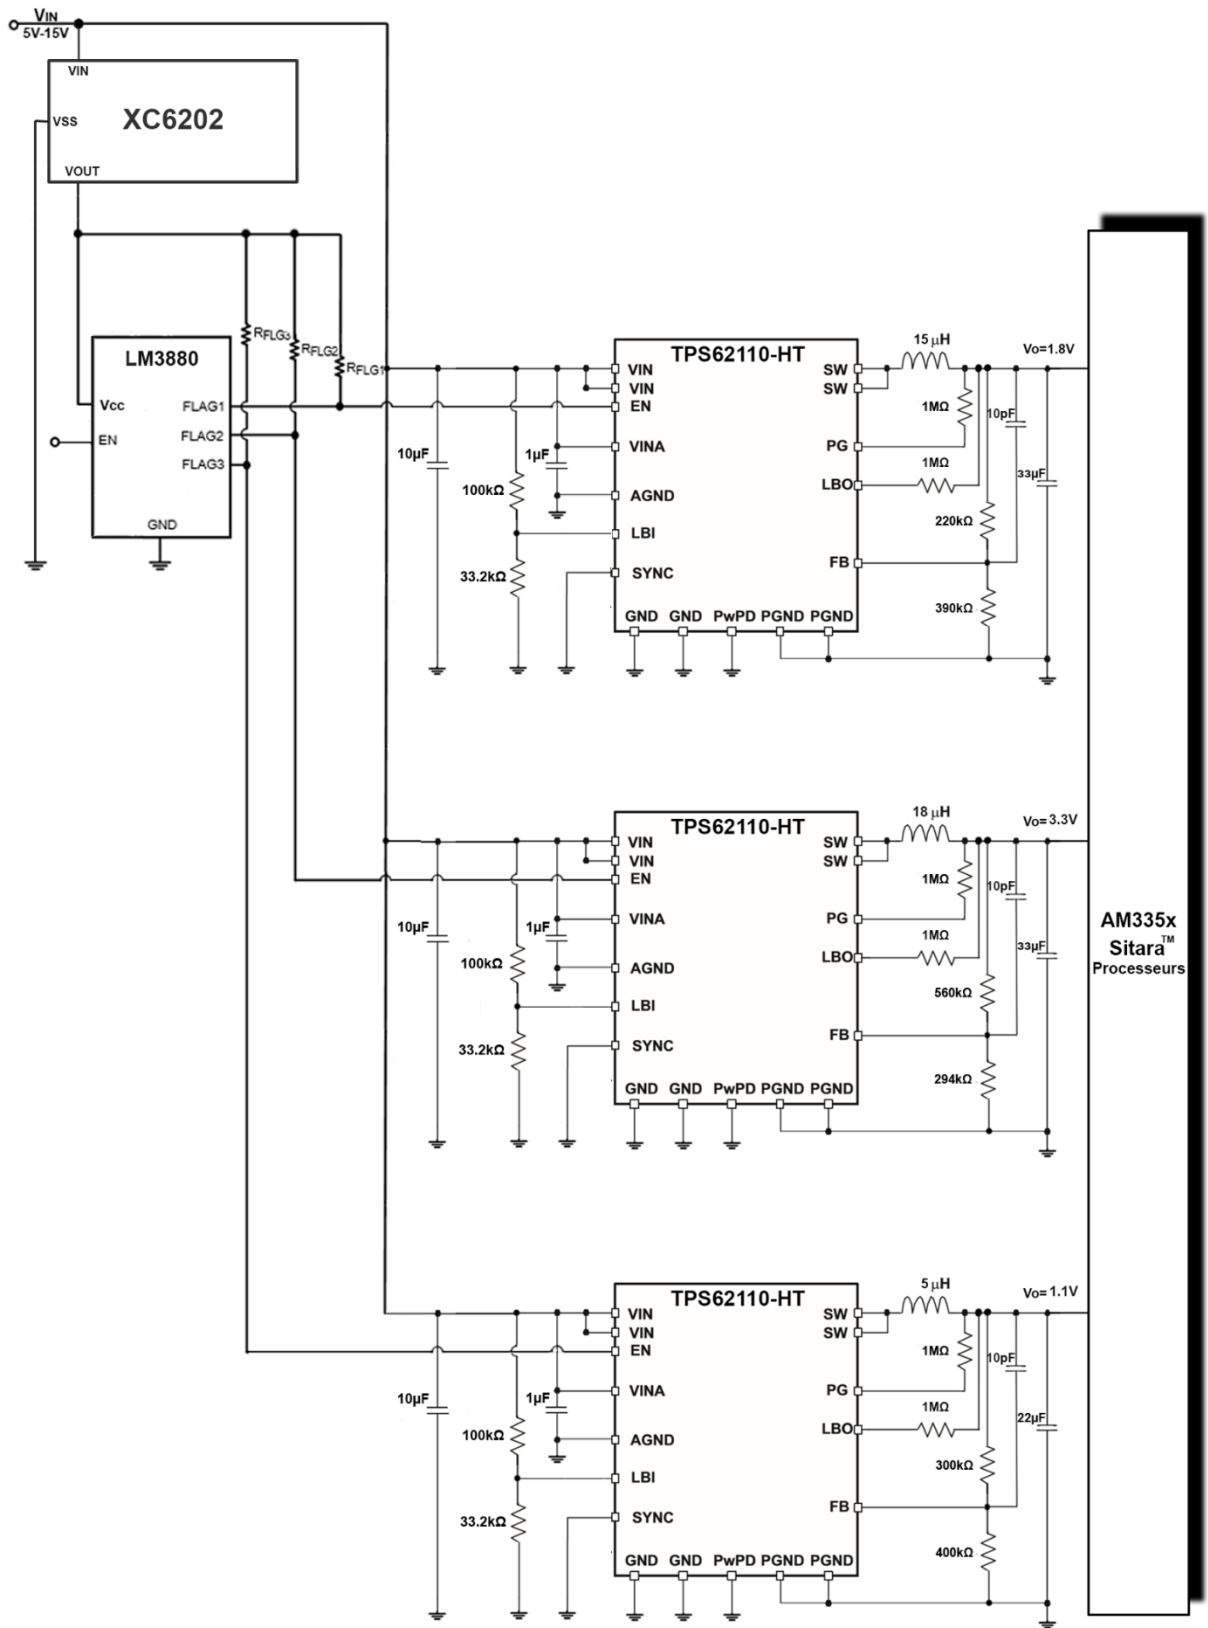 VIN
5V-15V
VIN
XC6202
VSS
VOUT
RFLG3
RFLG2
RFLG1
LM3880
Vcc
EN
FLAG1
FLAG2
FLAG3
GND
TPS62110-HT
VIN
VIN
EN
VINA
AGND
LBI
SYNC
GND GND PwPD PGND PGND
SW
SW
PG
LBO
FB
10µF
100kΩ
33.2kΩ
1µF
15 µH
Vo=1.8V
1MΩ
10pF
1MΩ
33µF
220kΩ
390kΩ
TPS62110-HT
VIN
VIN
EN
VINA
AGND
LBI
SYNC
GND GND PwPD PGND PGND
SW
SW
PG
LBO
FB
10µF
100kΩ
33.2kΩ
1µF
18 µH
Vo=3.3V
1MΩ
10pF
1MΩ
33µF
560kΩ
294kΩ
TPS62110-HT
VIN
VIN
EN
VINA
AGND
LBI
SYNC
GND GND PwPD PGND PGND
SW
SW
PG
LBO
FB
10µF
100kΩ
33.2kΩ
1µF
5 µH
Vo=1.1V
1MΩ
10pF
1MΩ
22µF
300kΩ
400kΩ
AM335x
Sitara™
Processeurs